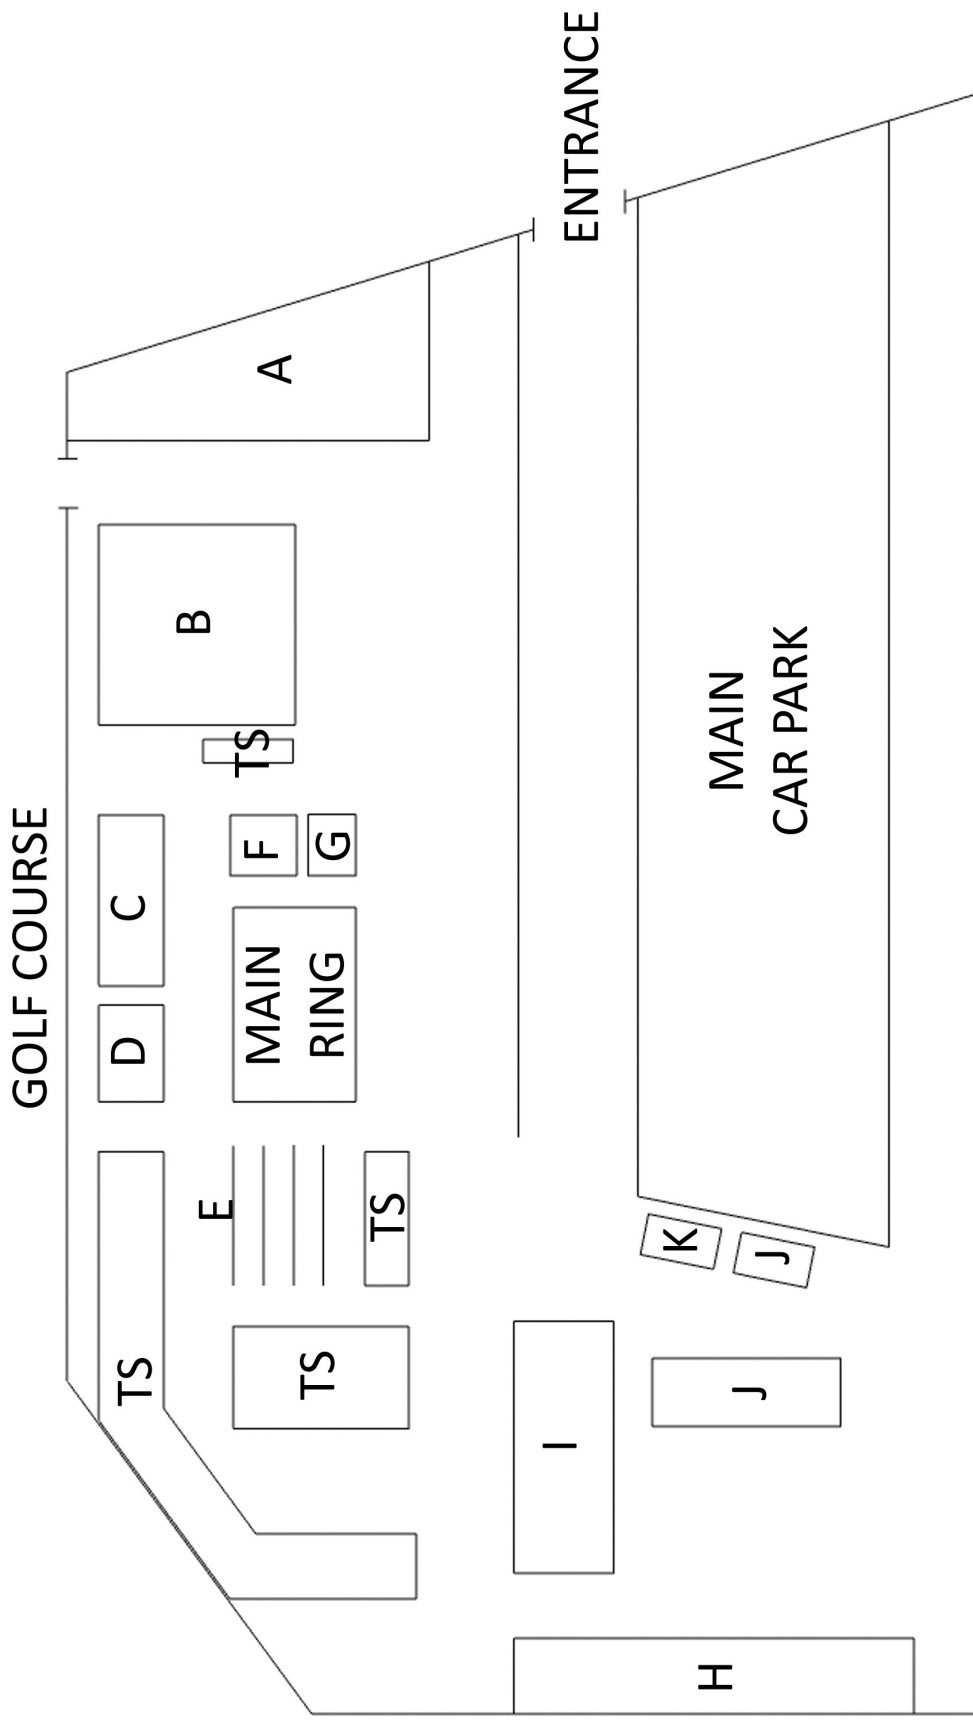 GOLF COURSE
TS
D
C
B
E
TS
F
A
MAIN
RING
TS
G
TS
ENTRANCE
I
K
H
J
J
MAIN
CAR PARK